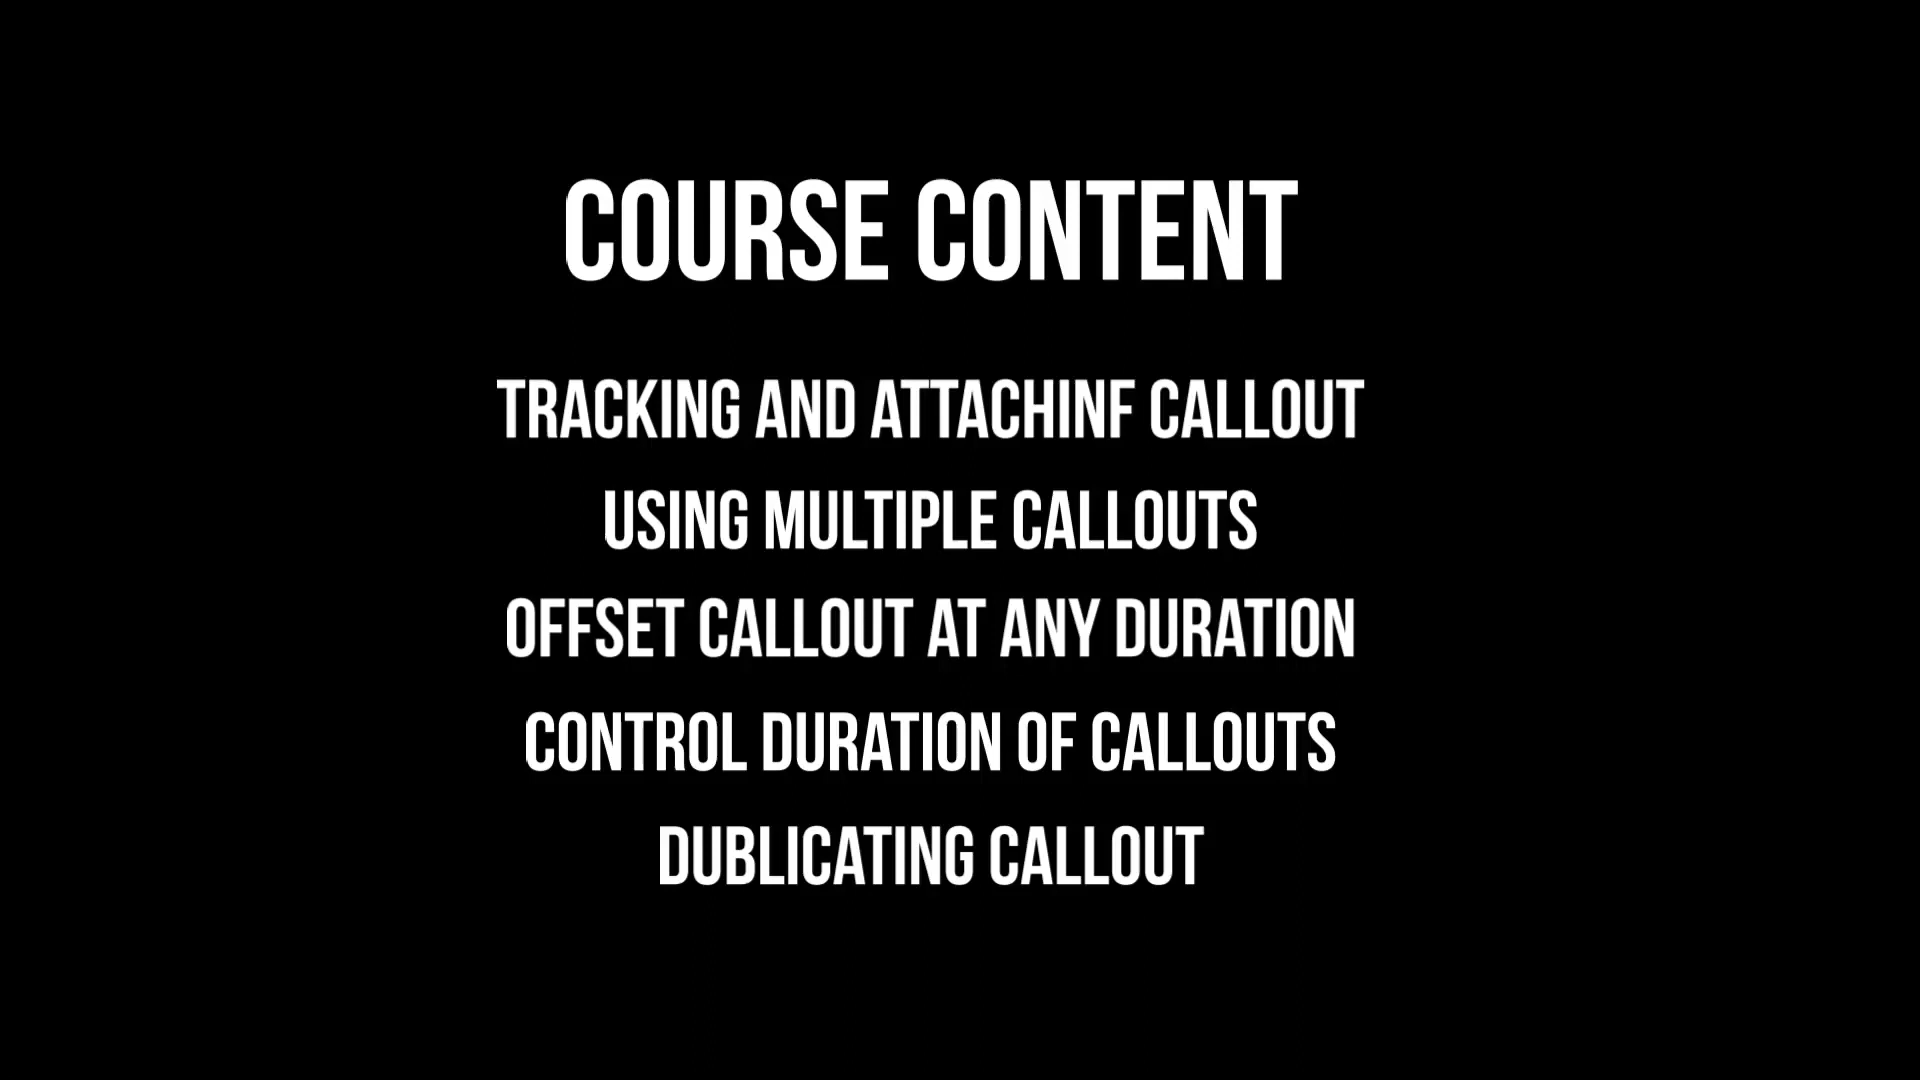 COURSE CONTENT
TRACKING AND ATTACHINF CALLOUT
USING MULTIPLE CALLOUTS
OFFSET CALLOUT AT ANY DURATION
CONTROL DURATION OF CALLOUTS
DUBLICATING CALLOUT